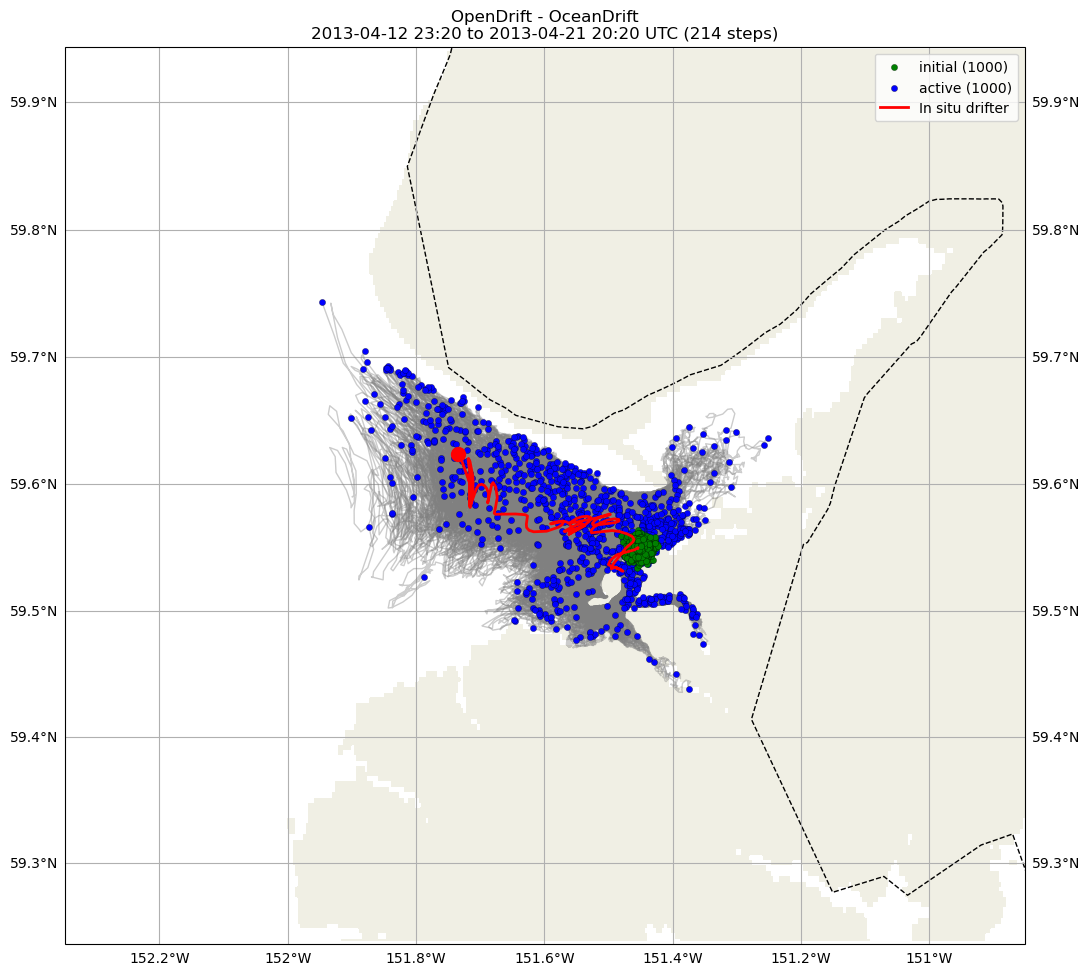 OpenDrift - OceanDrift
2013-04-12 23:20 to 2013-04-21 20:20 UTC (214 steps)
initial (1000)
active (1000)
In situ drifter
59.9°N
59.9°N
59.8°N
59.8°N
59.7°N
59.7°N
59.6°N
59.6°N
59.5°N
59.5°N
59.4°N
59.4°N
59.3°N
59.3°N
152.2°W
152°W
151.8°W
151.6°W
151.4°W
151.2°W
151°W